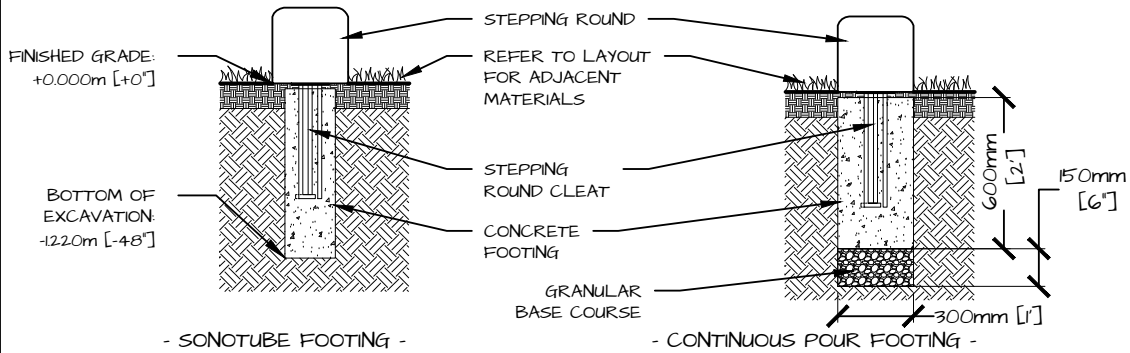 FINISHED GRADE:
+0.000m [+0"]
BOTTOM OF
EXCAVATION:
-1.220m [-48"]
STEPPING ROUND
REFER TO LAYOUT
FOR ADJACENT
MATERIALS
STEPPING
ROUND CLEAT
CONCRETE
FOOTING
GRANULAR
BASE COURSE
600mm
[2']
150mm
[6"]
300mm [1']
- SONOTUBE FOOTING -
- CONTINUOUS POUR FOOTING -